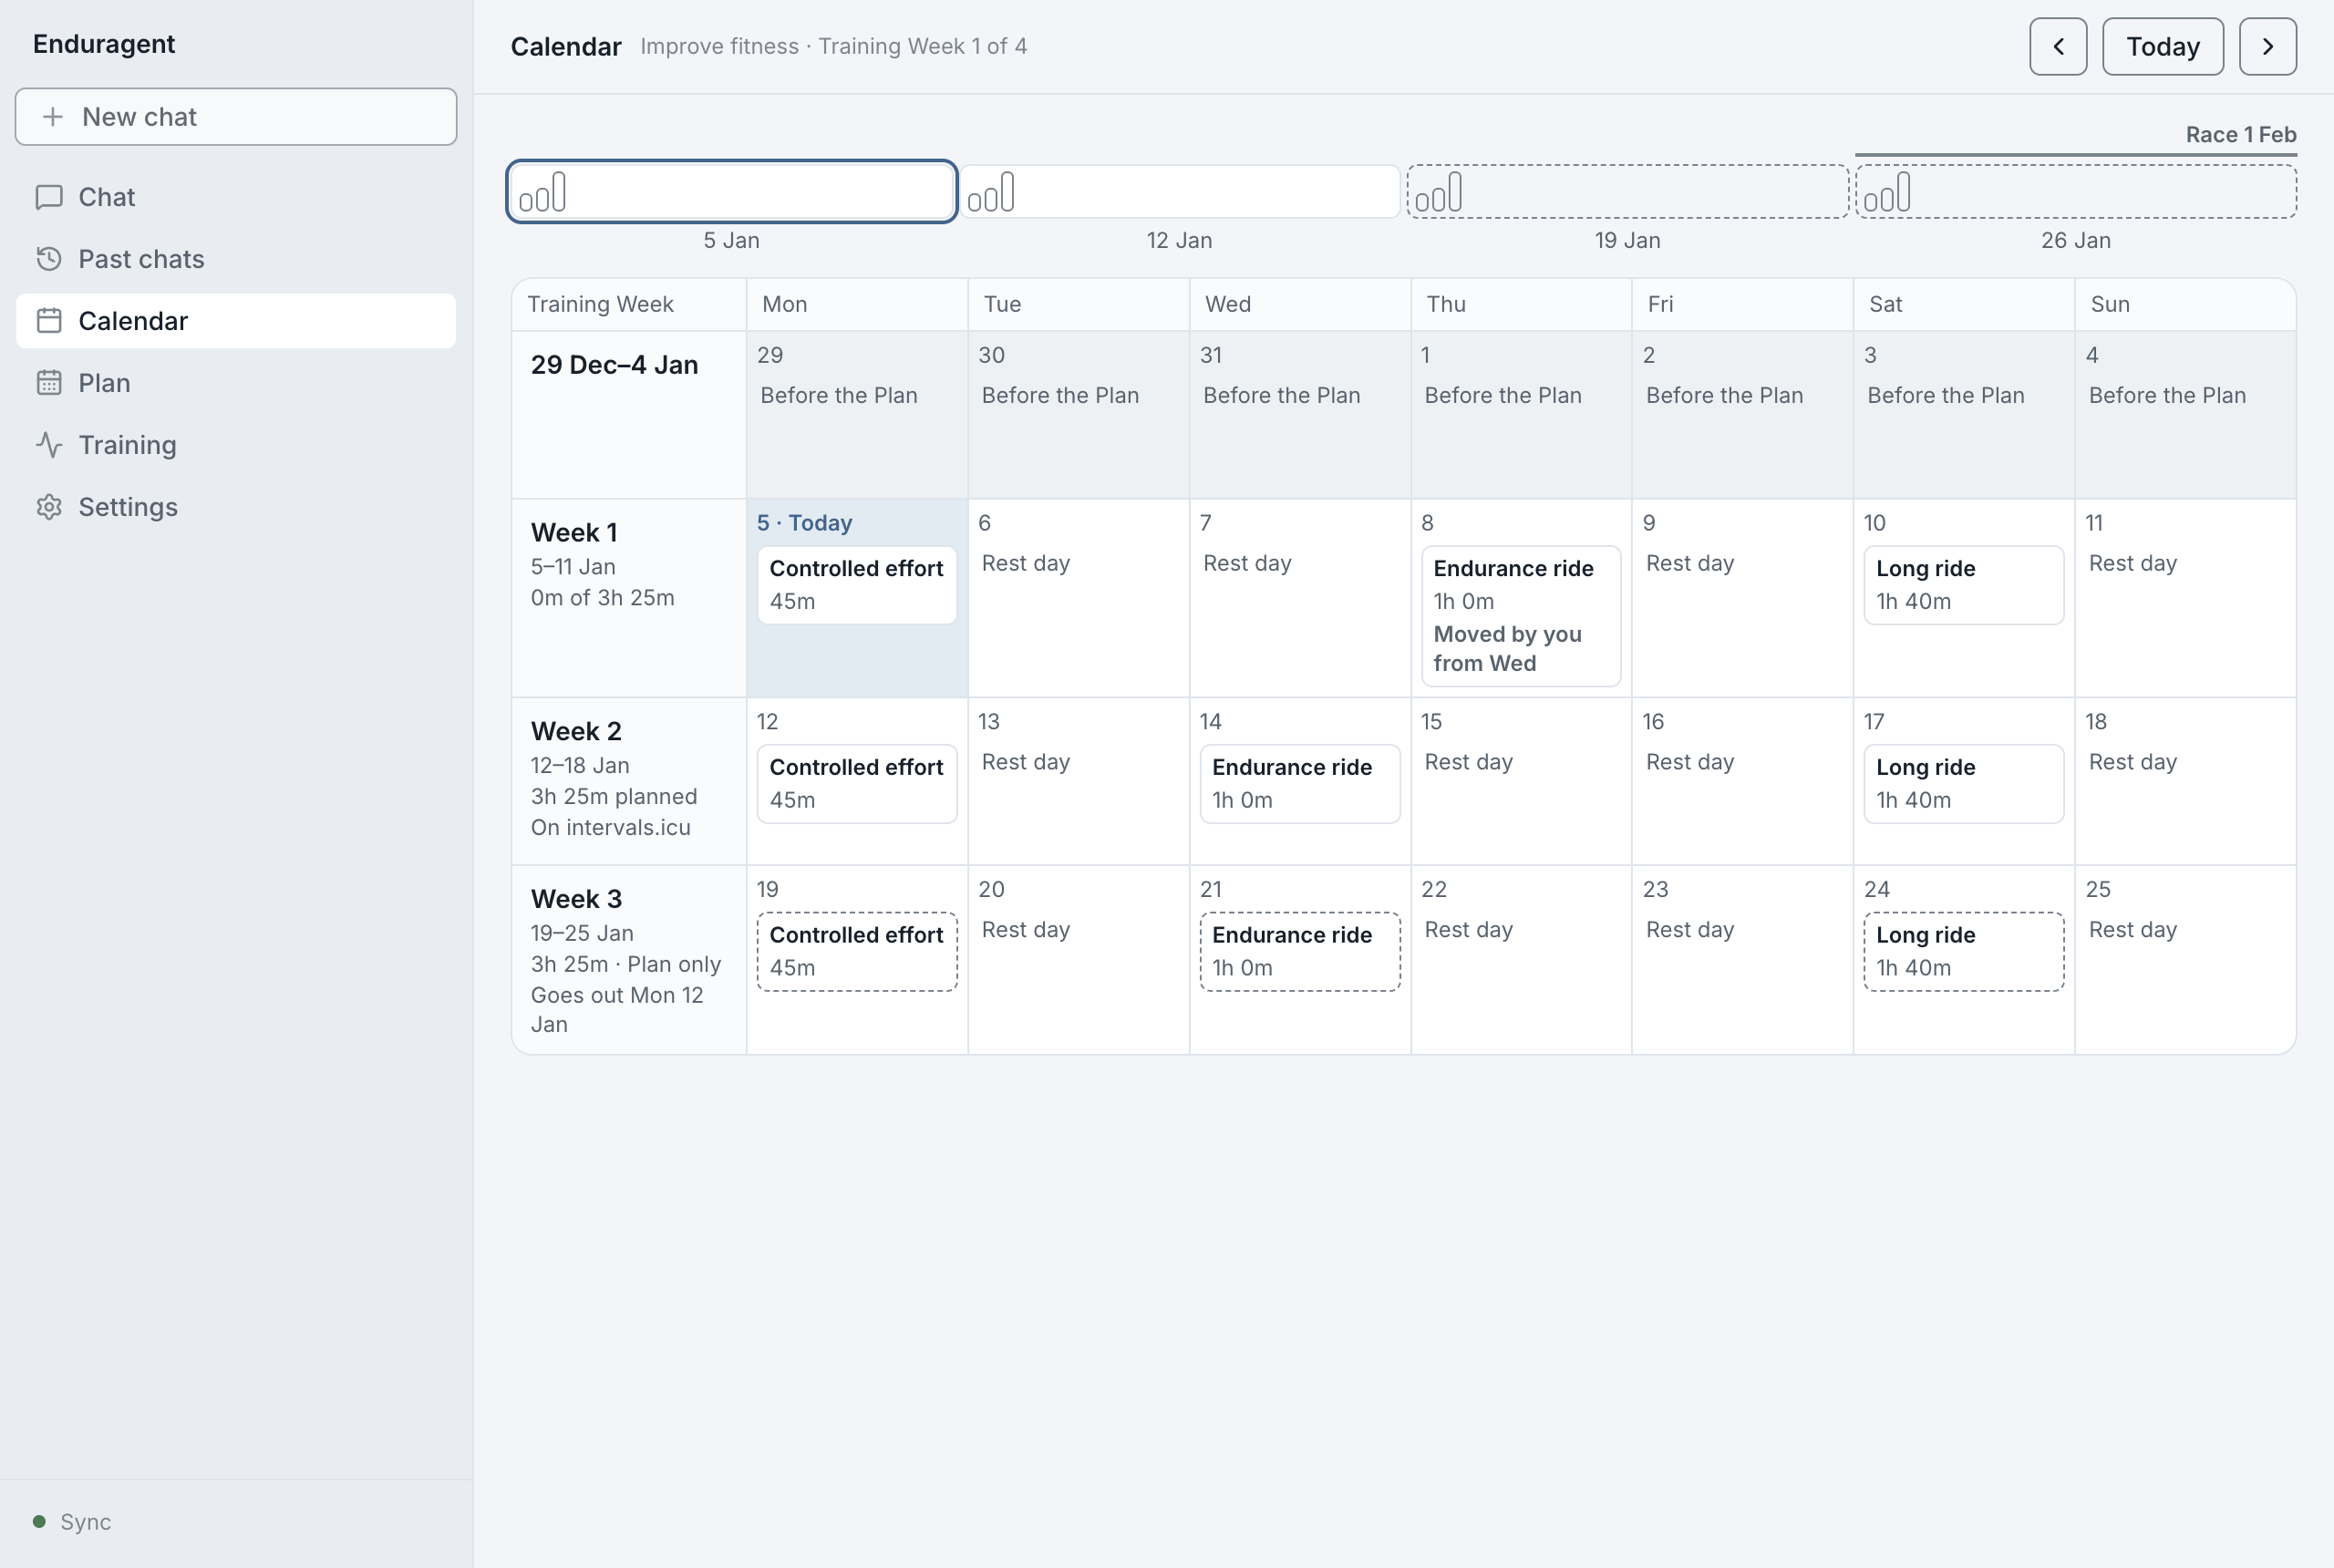 Enduragent
New chat
Chat
Past chats
Calendar
Plan
Training
Settings
Sync
Calendar Improve fitness · Training Week 1 of 4
Today
Race 1 Feb
5 Jan 12 Jan 19 Jan 26 Jan
Training Week Mon Tue Wed Thu Fri Sat Sun
29 Dec–4 Jan
29
Before the Plan
30
Before the Plan
31
Before the Plan
1
Before the Plan
2
Before the Plan
3
Before the Plan
4
Before the Plan
Week 1
5–11 Jan
0m of 3h 25m
5 · Today
Controlled effort
45m
6
Rest day
7
Rest day
8
Endurance ride
1h 0m
Moved by you
from Wed
9
Rest day
10
Long ride
1h 40m
11
Rest day
Week 2
12–18 Jan
3h 25m planned
On intervals.icu
12
Controlled effort
45m
13
Rest day
14
Endurance ride
1h 0m
15
Rest day
16
Rest day
17
Long ride
1h 40m
18
Rest day
Week 3
19–25 Jan
3h 25m · Plan only
Goes out Mon 12
Jan
19
Controlled effort
45m
20
Rest day
21
Endurance ride
1h 0m
22
Rest day
23
Rest day
24
Long ride
1h 40m
25
Rest day